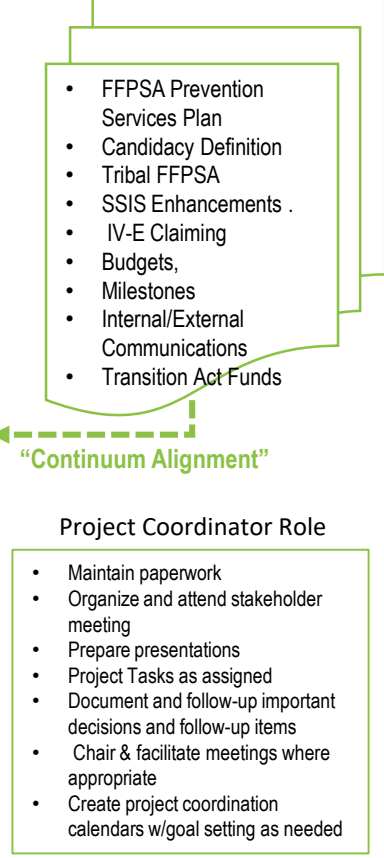 • FFPSA Prevention
Services Plan
• Candidacy Definition
• Tribal FFPSA
• SSIS Enhancements .
• IV-E Claiming
• Budgets,
• Milestones
• Internal/External
Communications
• Transition Act Funds
“Continuum Alignment”
Project Coordinator Role
• Maintain paperwork
• Organize and attend stakeholder
meeting
• Prepare presentations
• Project Tasks as assigned
• Document and follow-up important
decisions and follow-up items
• Chair & facilitate meetings where
appropriate
• Create project coordination
calendars w/goal setting as needed